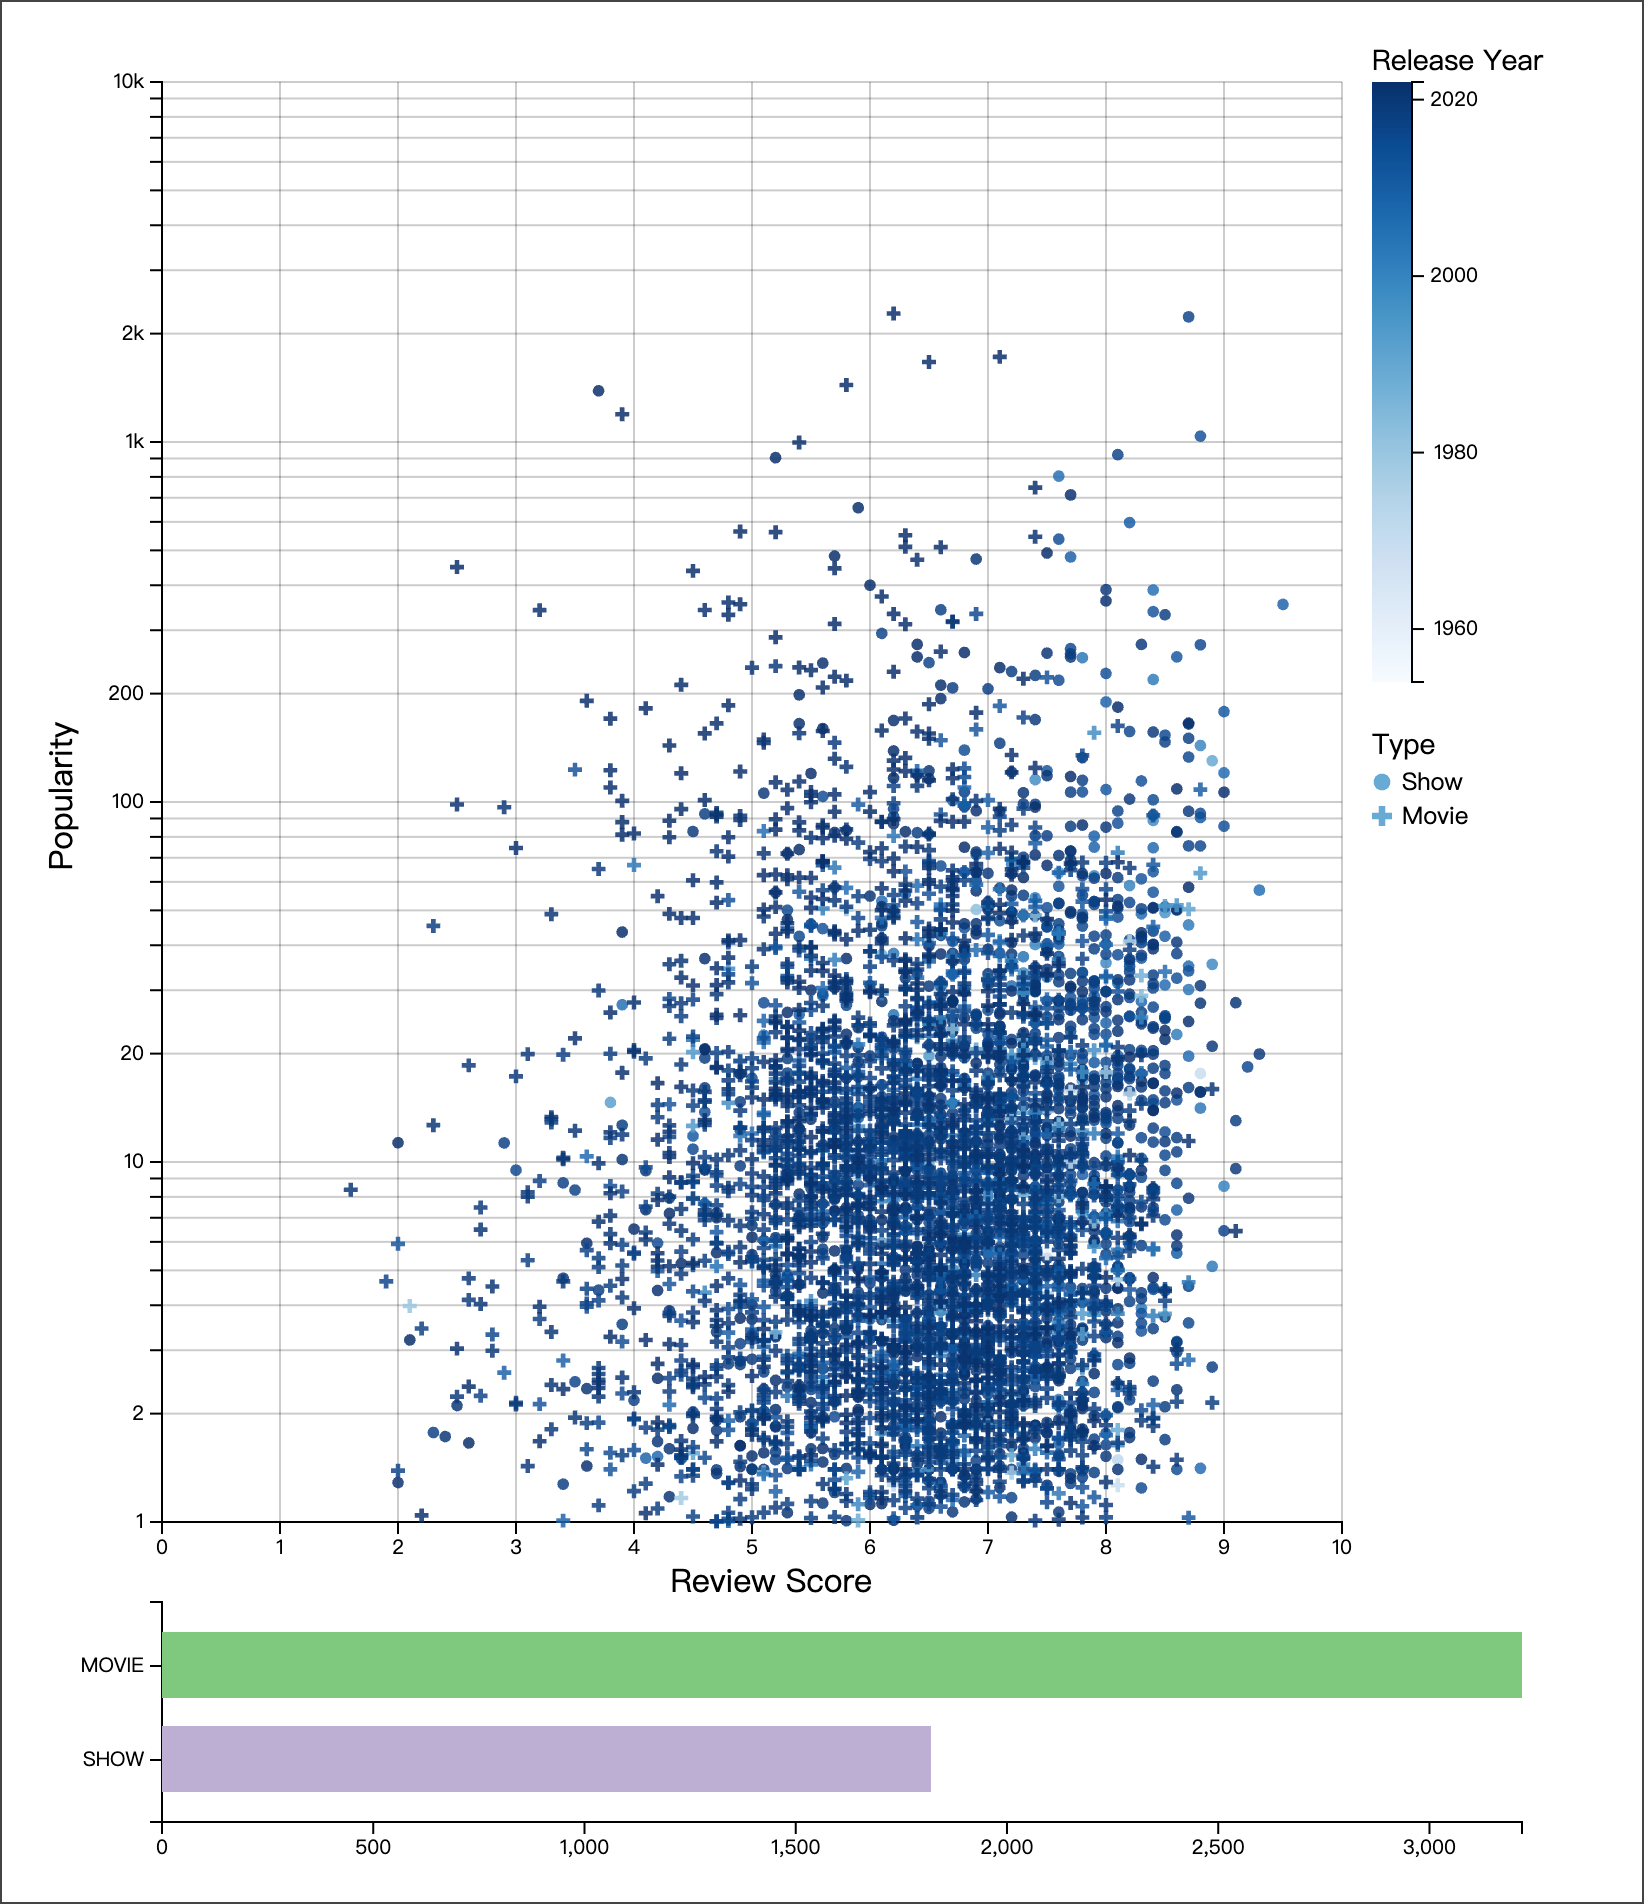 Release Year
2020
2000
1980
1960
Type
Show
Movie
Popularity
10k
2k
1k
200
100
20
10
2
1
0 1 2 3 4 5 6 7 8 9 10
Review Score
MOVIE
SHOW
0 500 1,000 1,500 2,000 2,500 3,000